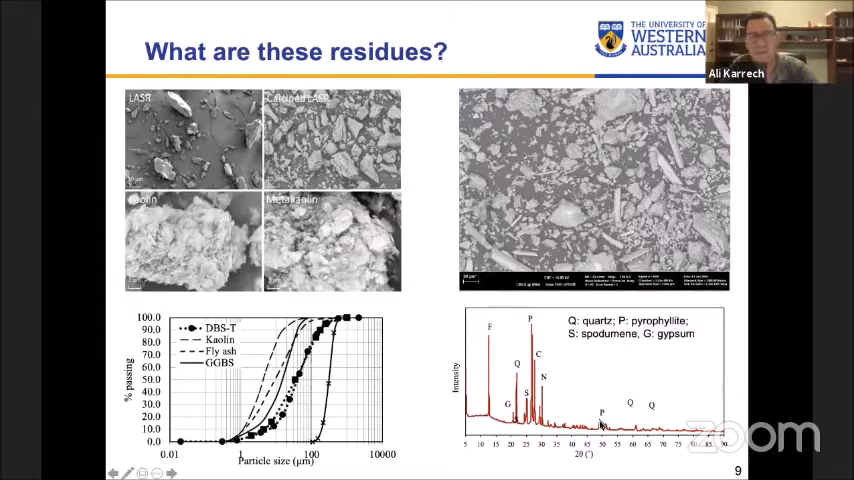 What are these residues?
THE UNIVERSITY OF
WESTERN
AUSTRALIA
Ali Karrech
LASR
Calcined LASR
Kaolin
Metakaolin
100.0
90.0
80.0
70.0
60.0
50.0
40.0
30.0
20.0
10.0
0.0
% passing
DBS-T
Kaolin
Fly ash
GGBS
0.01
1
100
10000
Particle size (μm)
20 μm
Q: quartz; P: pyrophyllite;
S: spodumene, G: gypsum
Intensity
F
P
Q
C
N
S
G
P
Q
Q
5 10 15 20 25 30 35 40 45 50 55 60 65 70 75 80 85 90
2θ (°)
zoom
9